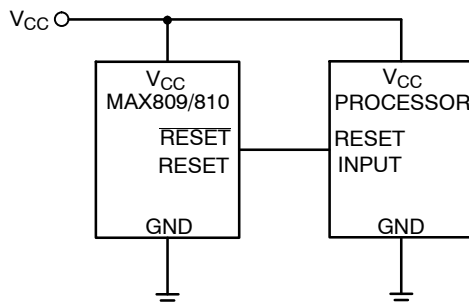 VCC
VCC
MAX809/810
RESET
RESET
GND
VCC
PROCESSOR
RESET
INPUT
GND